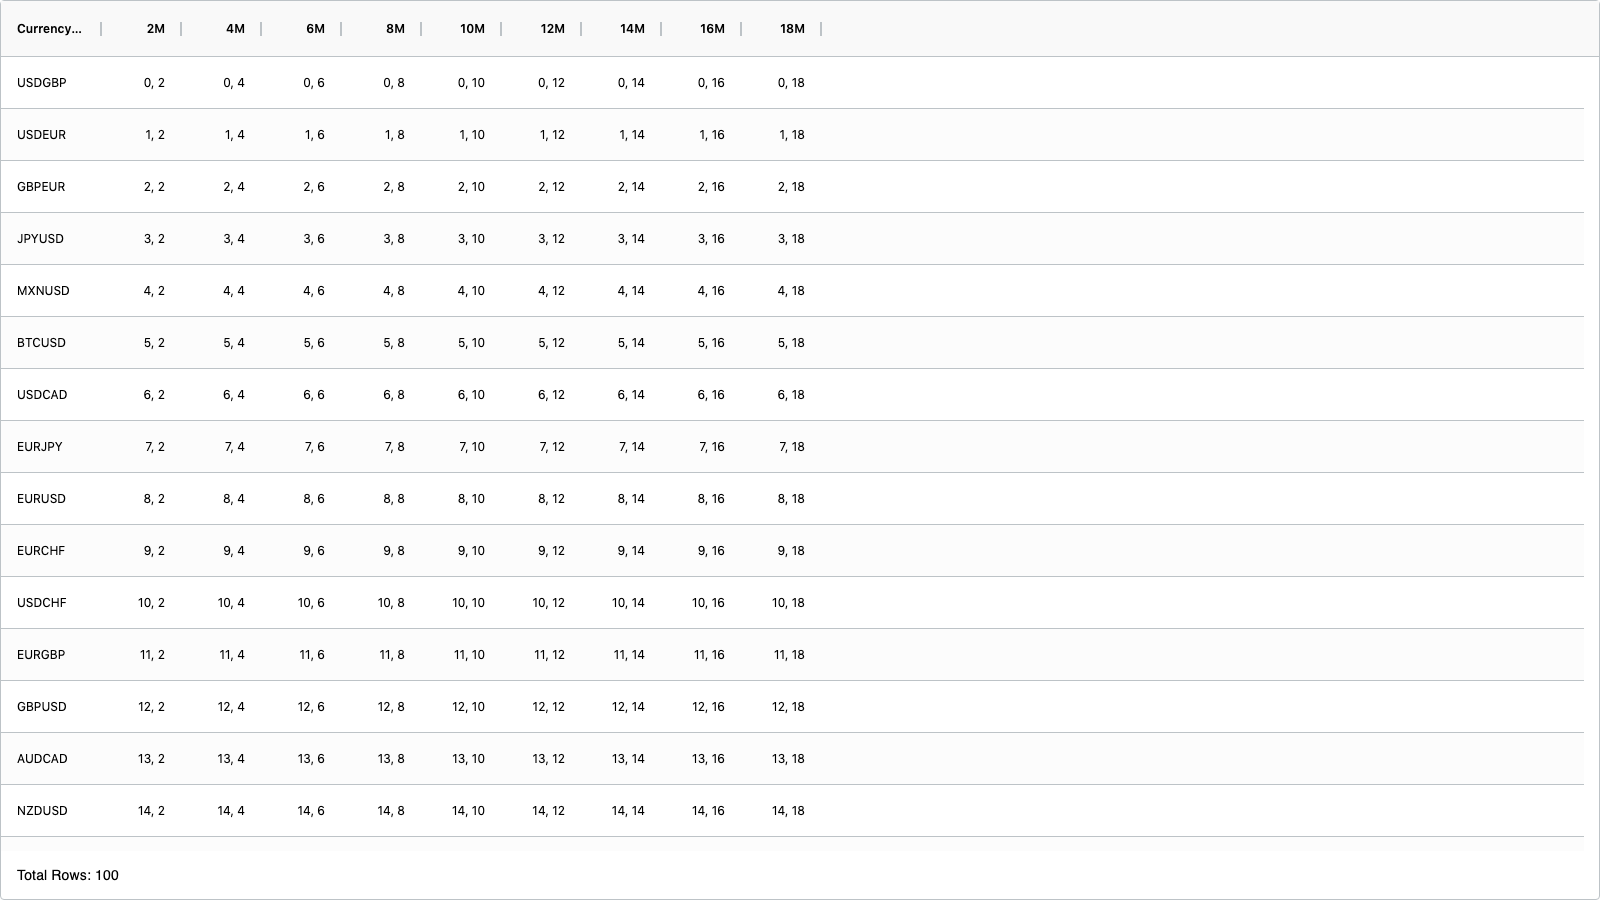 Currency... 2M 4M 6M 8M 10M 12M 14M 16M 18M
USDGBP 0, 2 0, 4 0, 6 0, 8 0, 10 0, 12 0, 14 0, 16 0, 18
USDEUR 1, 2 1, 4 1, 6 1, 8 1, 10 1, 12 1, 14 1, 16 1, 18
GBPEUR 2, 2 2, 4 2, 6 2, 8 2, 10 2, 12 2, 14 2, 16 2, 18
JPYUSD 3, 2 3, 4 3, 6 3, 8 3, 10 3, 12 3, 14 3, 16 3, 18
MXNUSD 4, 2 4, 4 4, 6 4, 8 4, 10 4, 12 4, 14 4, 16 4, 18
BTCUSD 5, 2 5, 4 5, 6 5, 8 5, 10 5, 12 5, 14 5, 16 5, 18
USDCAD 6, 2 6, 4 6, 6 6, 8 6, 10 6, 12 6, 14 6, 16 6, 18
EURJPY 7, 2 7, 4 7, 6 7, 8 7, 10 7, 12 7, 14 7, 16 7, 18
EURUSD 8, 2 8, 4 8, 6 8, 8 8, 10 8, 12 8, 14 8, 16 8, 18
EURCHF 9, 2 9, 4 9, 6 9, 8 9, 10 9, 12 9, 14 9, 16 9, 18
USDCHF 10, 2 10, 4 10, 6 10, 8 10, 10 10, 12 10, 14 10, 16 10, 18
EURGBP 11, 2 11, 4 11, 6 11, 8 11, 10 11, 12 11, 14 11, 16 11, 18
GBPUSD 12, 2 12, 4 12, 6 12, 8 12, 10 12, 12 12, 14 12, 16 12, 18
AUDCAD 13, 2 13, 4 13, 6 13, 8 13, 10 13, 12 13, 14 13, 16 13, 18
NZDUSD 14, 2 14, 4 14, 6 14, 8 14, 10 14, 12 14, 14 14, 16 14, 18
Total Rows: 100